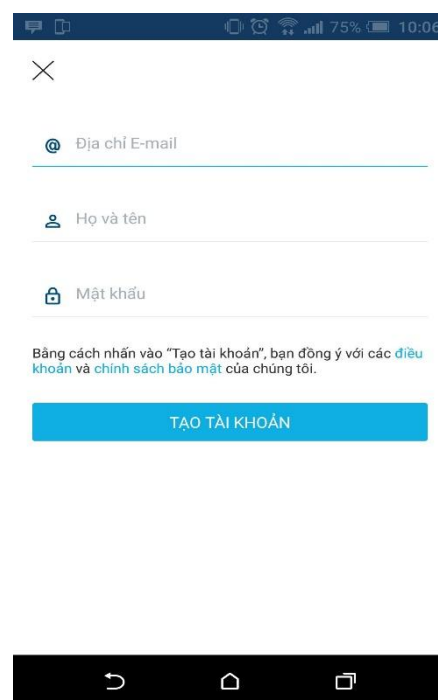 75% 10:06
@ Địa chỉ E-mail
Họ và tên
Mật khẩu
Bằng cách nhấn vào “Tạo tài khoản”, bạn đồng ý với các điều
khoản và chính sách bảo mật của chúng tôi.
TẠO TÀI KHOẢN